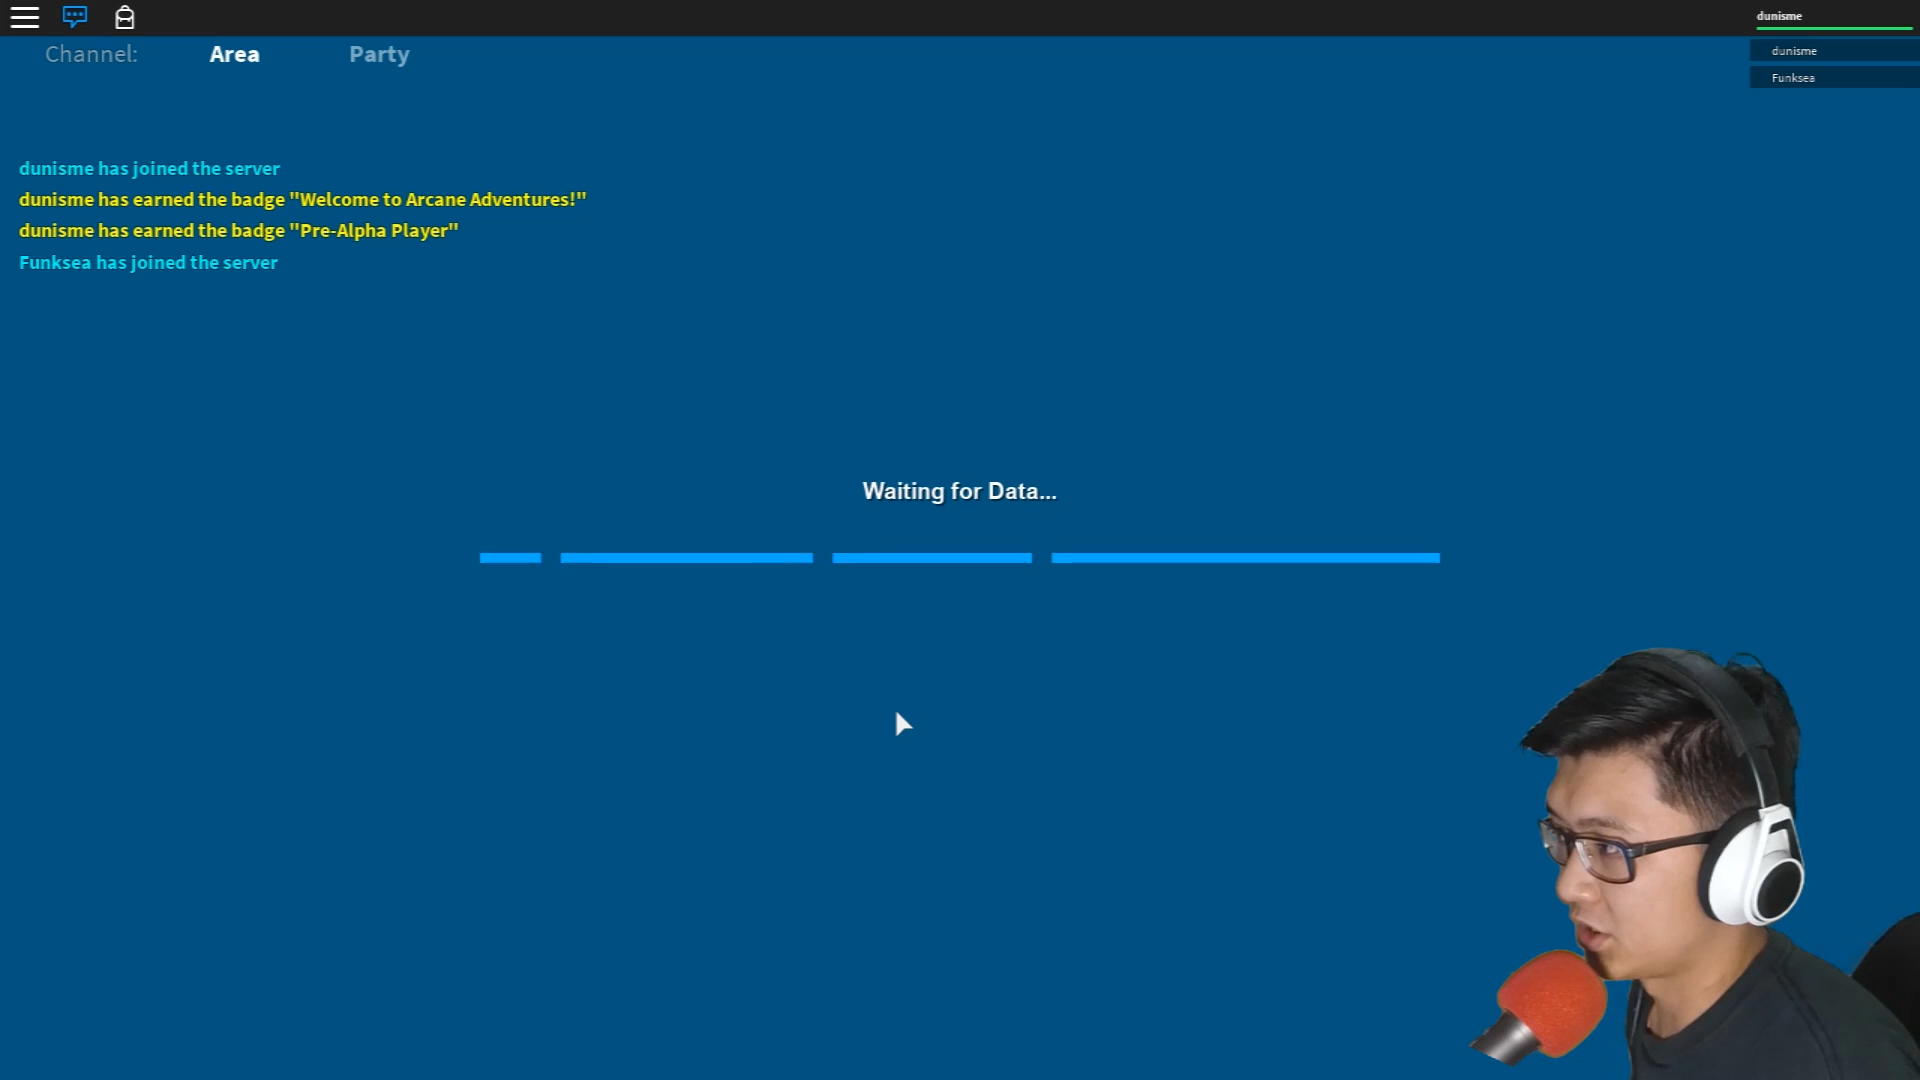 dunisme
Channel: Area Party
dunisme
Funksea
dunisme has joined the server
dunisme has earned the badge "Welcome to Arcane Adventures!"
dunisme has earned the badge "Pre-Alpha Player"
Funksea has joined the server
Waiting for Data...